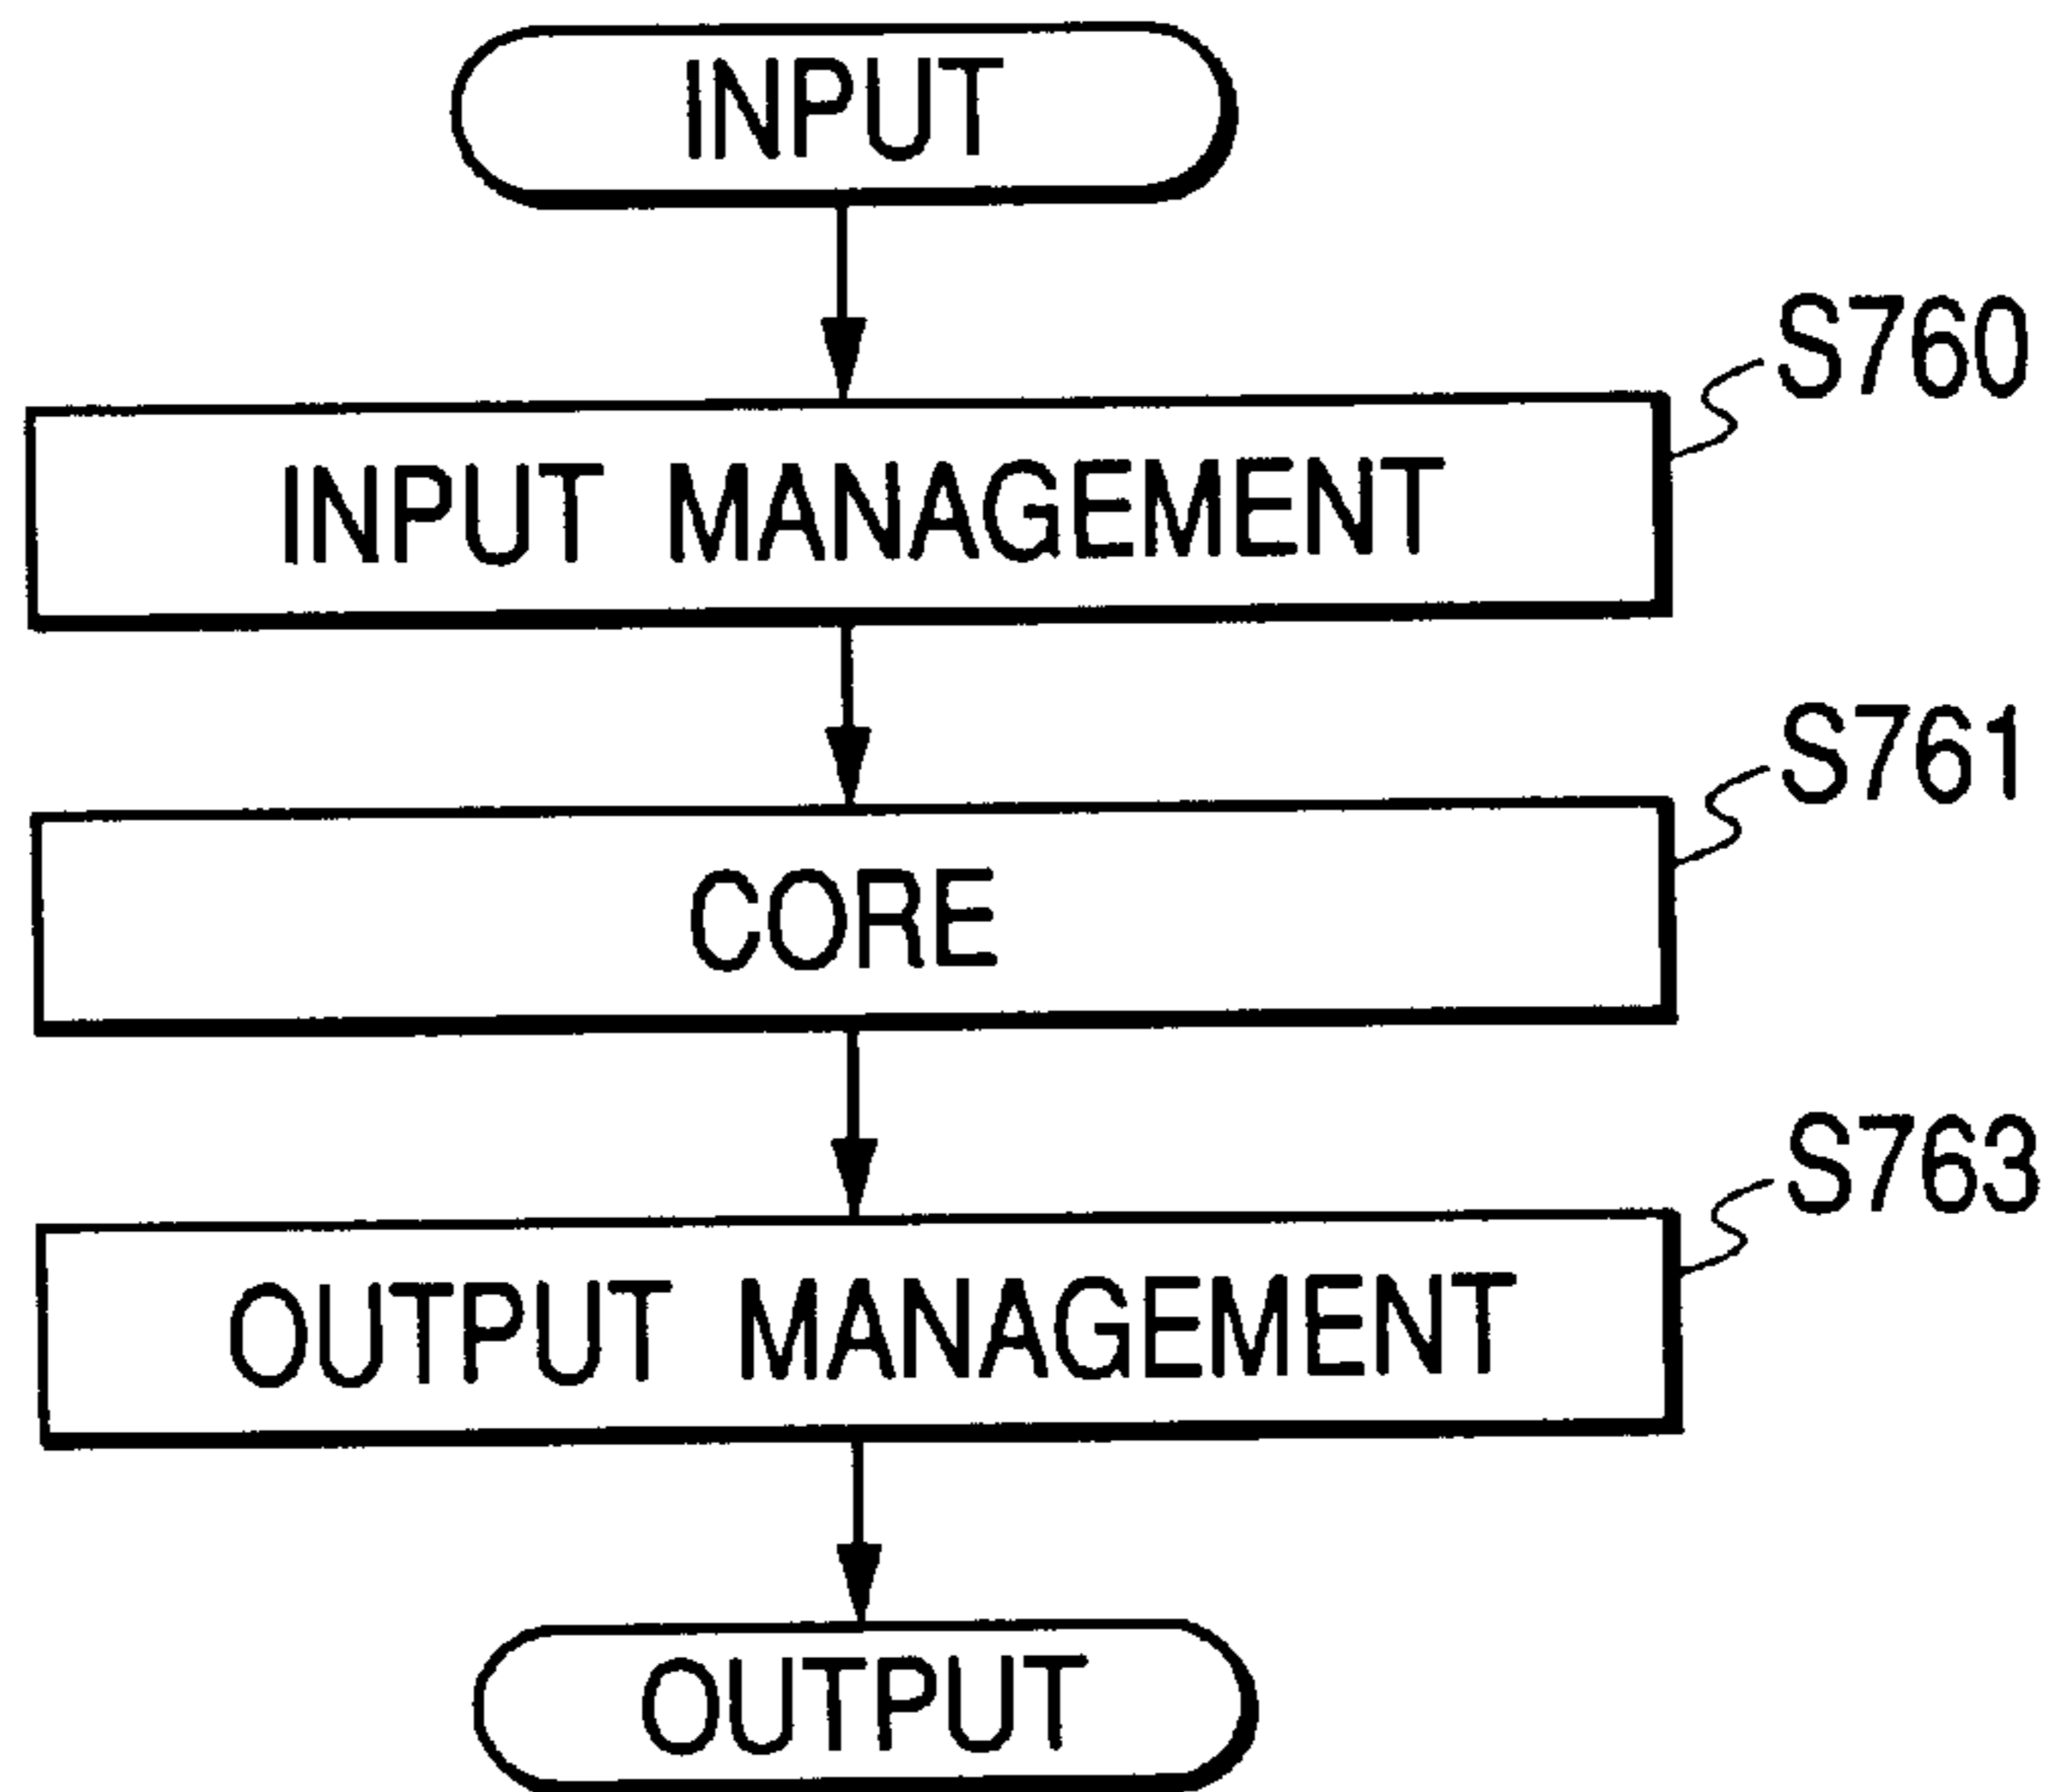 INPUT
S760
INPUT MANAGEMENT
S761
CORE
S763
OUTPUT MANAGEMENT
OUTPUT